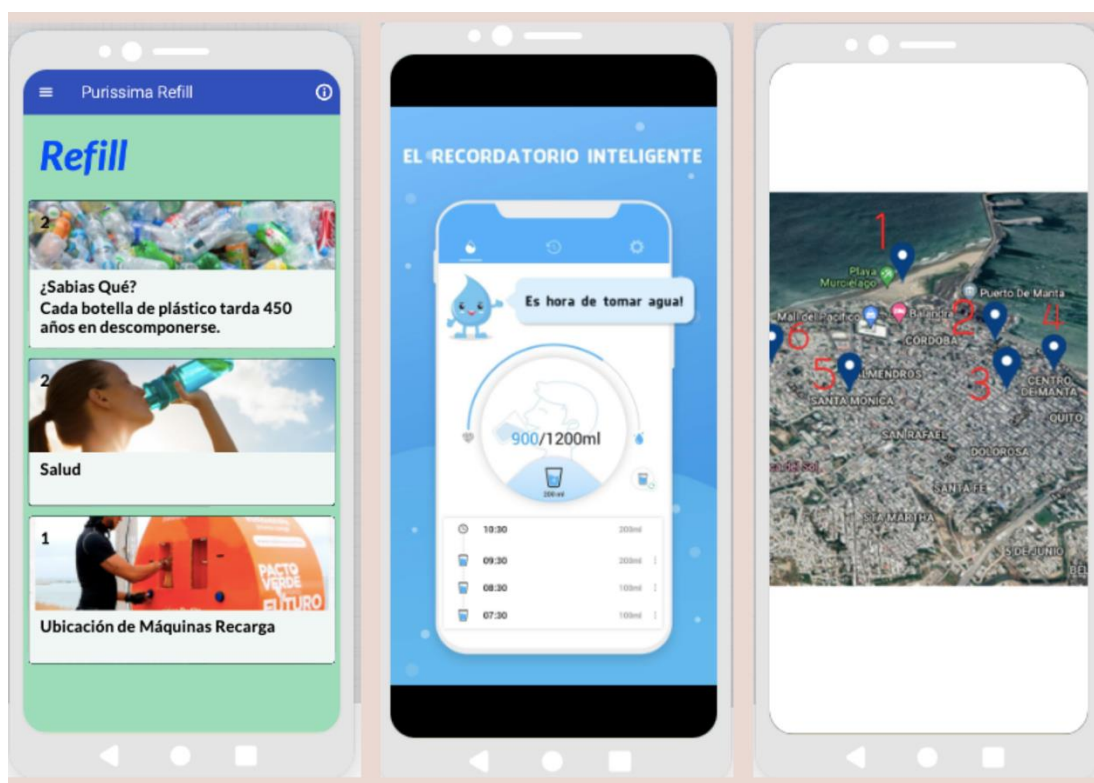 Purissima Refill
Refill
2
¿Sabias Qué?
Cada botella de plástico tarda 450
años en descomponerse.
2
Salud
1
PACTO
VERDE
FUTURO
Ubicación de Máquinas Recarga
EL RECORDATORIO INTELIGENTE
Es hora de tomar agua!
900/1200ml
200 ml
10:30 200ml
09:30 200ml
08:30 100ml
07:30 100ml
1
Playa
Murciélago
Puerto De Manta
Mall del Pacífico
Balandra
2
4
6
CORDOBA
5
ALMENDROS
3
CENTRO
DE MANTA
SANTA MONICA
QUITO
SAN RAFAEL
DOLOROSA
SANTA FE
STA MARTHA
5 DE JUNIO